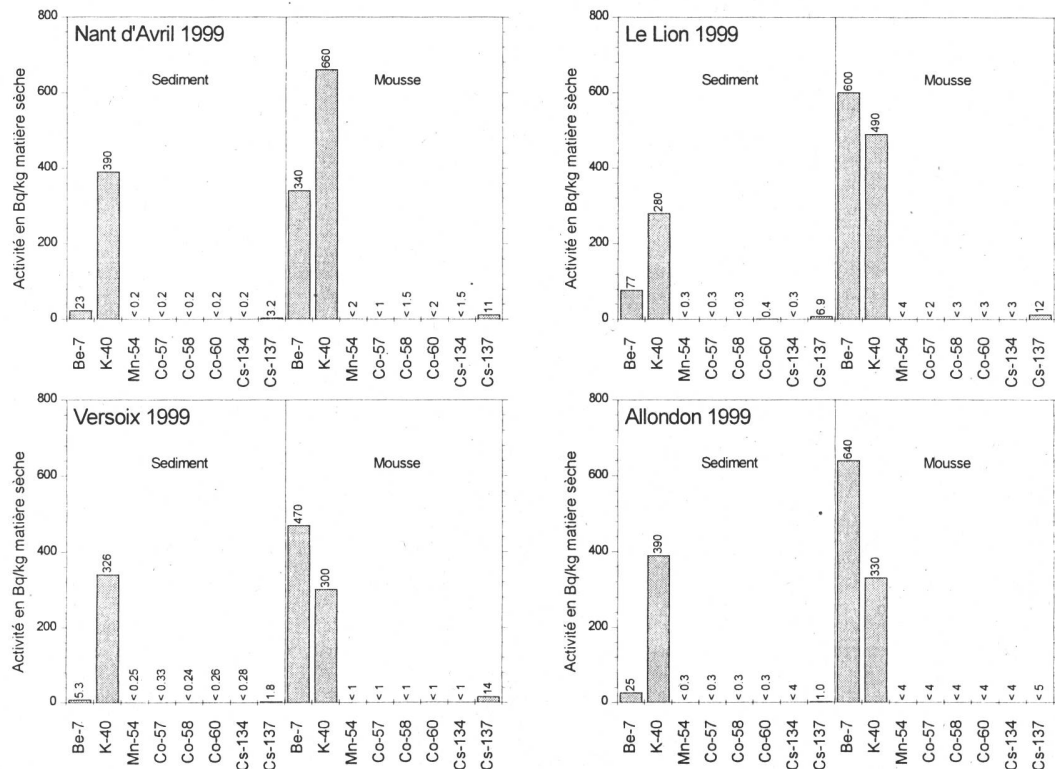 Nant d'Avril 1999
Activité en Bq/kg matière sèche
800
600
400
200
0
Sediment
Mousse
23
390
< 0.2
< 0.2
< 0.2
< 0.2
< 0.2
3.2
340
660
< 2
< 1
< 1.5
< 2
< 1.5
11
Be-7
K-40
Mn-54
Co-57
Co-58
Co-60
Cs-134
Cs-137
Be-7
K-40
Mn-54
Co-57
Co-58
Co-60
Cs-134
Cs-137
Le Lion 1999
Activité en Bq/kg matière sèche
800
600
400
200
0
Sediment
Mousse
77
280
< 0.3
< 0.3
< 0.3
0.4
< 0.3
6.9
600
490
< 4
< 2
< 3
< 3
< 3
12
Be-7
K-40
Mn-54
Co-57
Co-58
Co-60
Cs-134
Cs-137
Be-7
K-40
Mn-54
Co-57
Co-58
Co-60
Cs-134
Cs-137
Versoix 1999
Activité en Bq/kg matière sèche
800
600
400
200
0
Sediment
Mousse
5.3
326
< 0.25
< 0.33
< 0.24
< 0.26
< 0.28
1.8
470
300
< 1
< 1
< 1
< 1
< 1
14
Be-7
K-40
Mn-54
Co-57
Co-58
Co-60
Cs-134
Cs-137
Be-7
K-40
Mn-54
Co-57
Co-58
Co-60
Cs-134
Cs-137
Allondon 1999
Activité en Bq/kg matière sèche
800
600
400
200
0
Sediment
Mousse
25
390
< 0.3
< 0.3
< 0.3
< 0.3
< 4
1.0
640
330
< 4
< 4
< 4
< 4
< 4
< 5
Be-7
K-40
Mn-54
Co-57
Co-58
Co-60
Cs-134
Cs-137
Be-7
K-40
Mn-54
Co-57
Co-58
Co-60
Cs-134
Cs-137